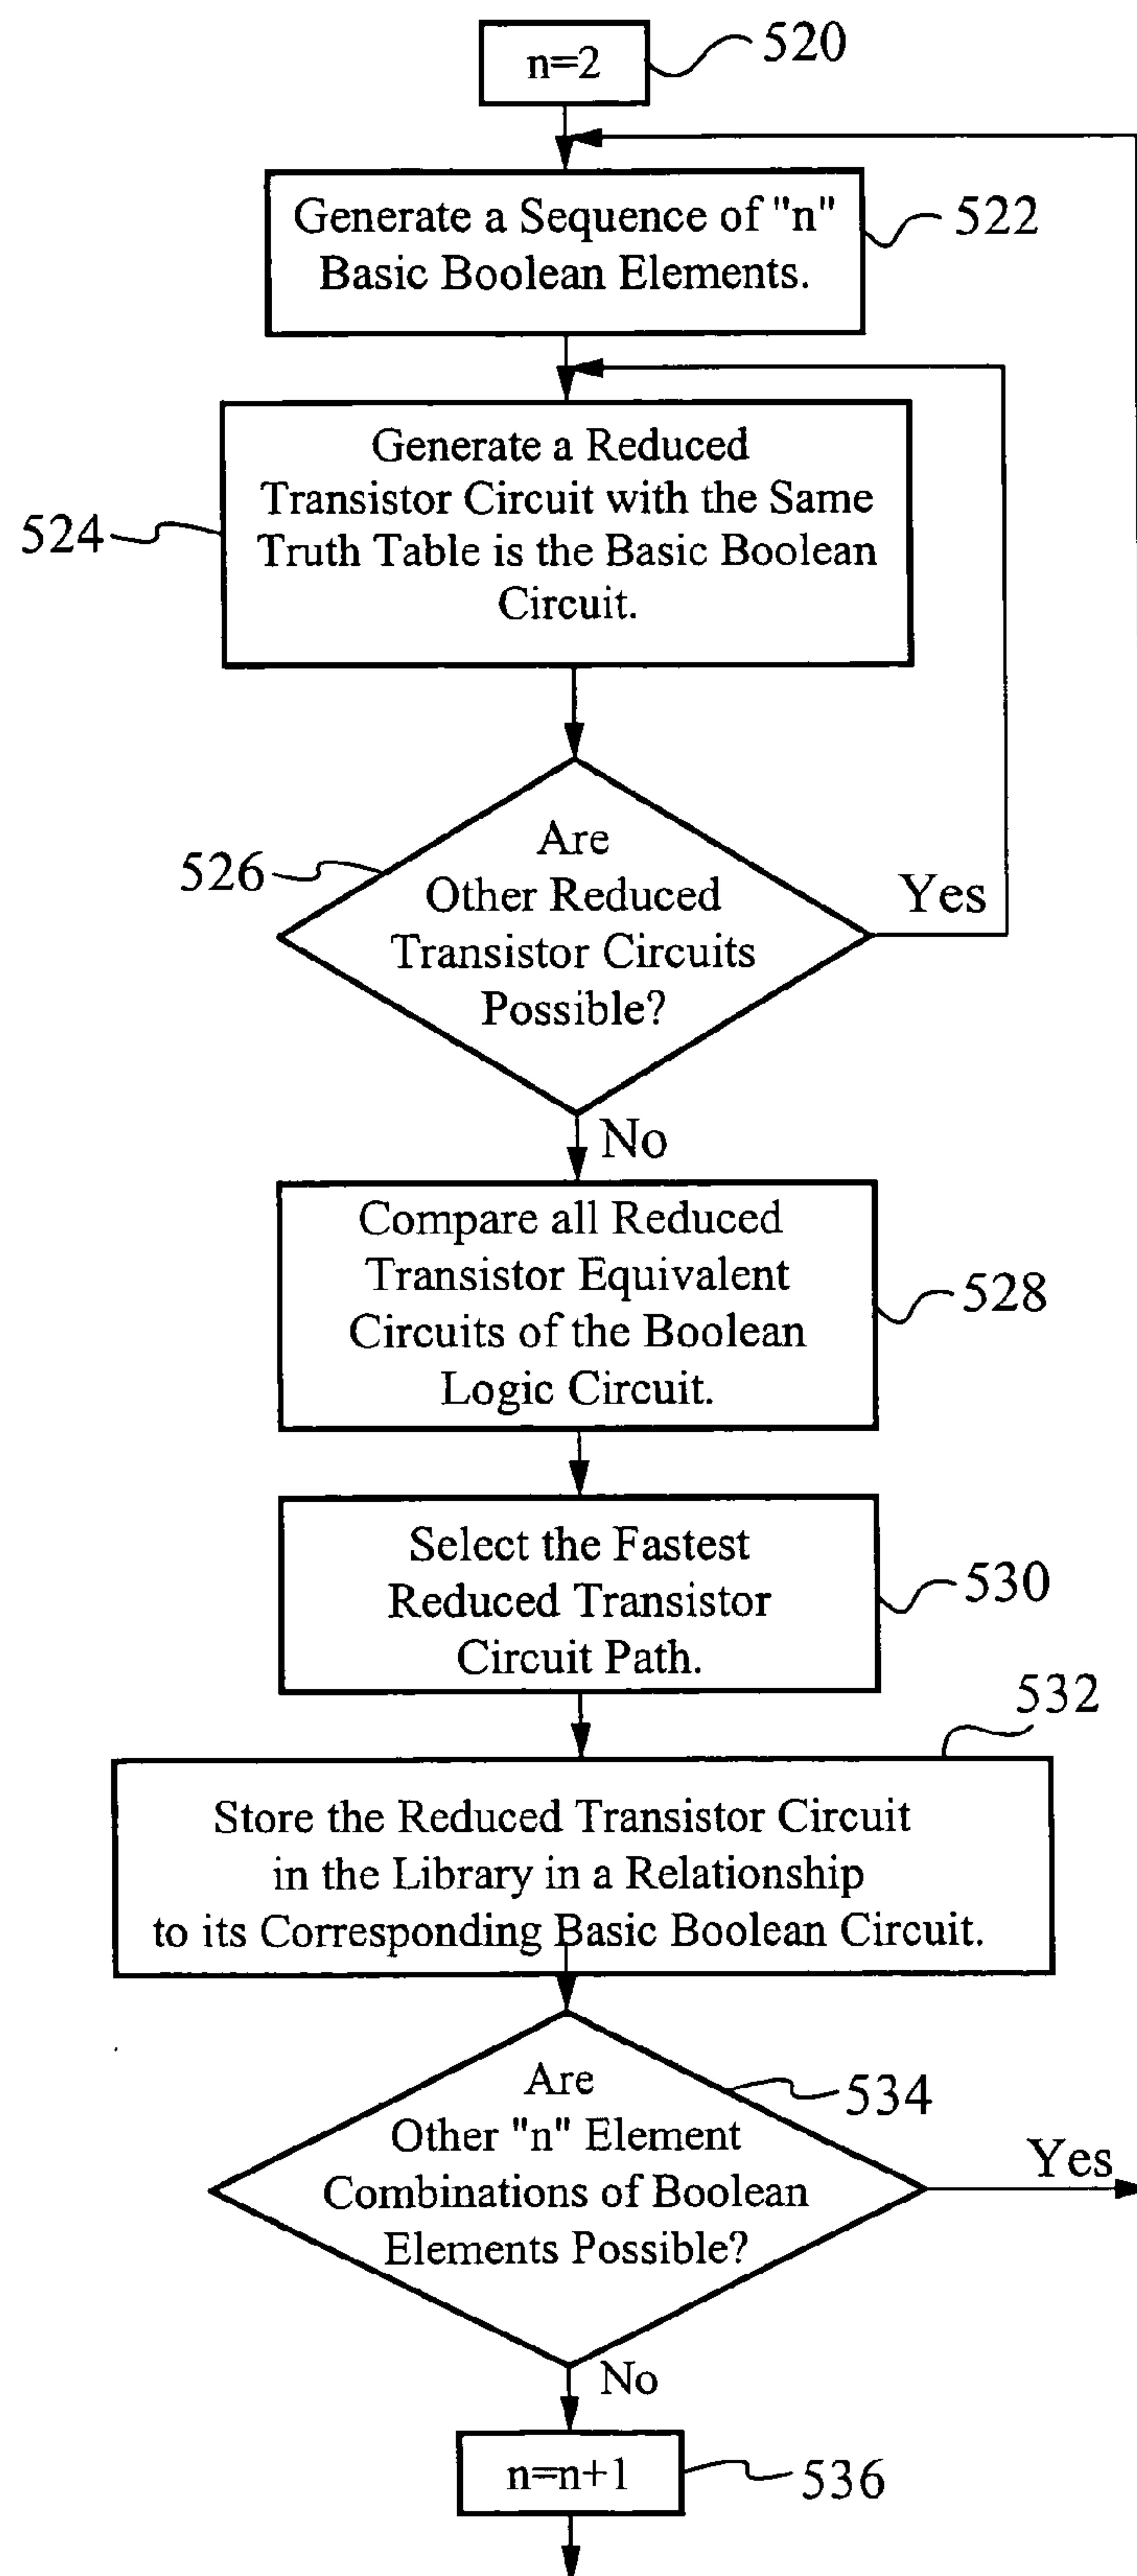 n=2
520
Generate a Sequence of "n"
Basic Boolean Elements.
522
Generate a Reduced
Transistor Circuit with the Same
Truth Table is the Basic Boolean
Circuit.
524
Are
Other Reduced
Transistor Circuits
Possible?
526
Yes
No
Compare all Reduced
Transistor Equivalent
Circuits of the Boolean
Logic Circuit.
528
Select the Fastest
Reduced Transistor
Circuit Path.
530
532
Store the Reduced Transistor Circuit
in the Library in a Relationship
to its Corresponding Basic Boolean Circuit.
Are
Other "n" Element
Combinations of Boolean
Elements Possible?
534
Yes
No
n=n+1
536